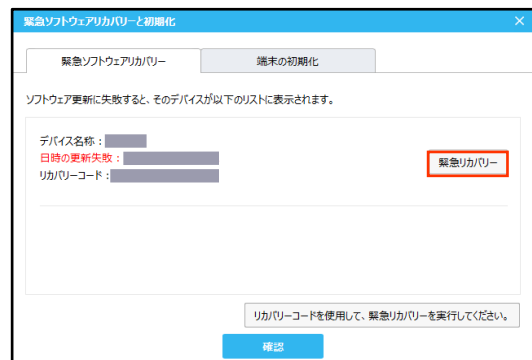 緊急ソフトウェアリカバリーと初期化
緊急ソフトウェアリカバリー
端末の初期化
ソフトウェア更新に失敗すると、そのデバイスが以下のリストに表示されます。
デバイス名称：
日時の更新失敗：
リカバリーコード：
緊急リカバリー
リカバリーコードを使用して、緊急リカバリーを実行してください。
確認